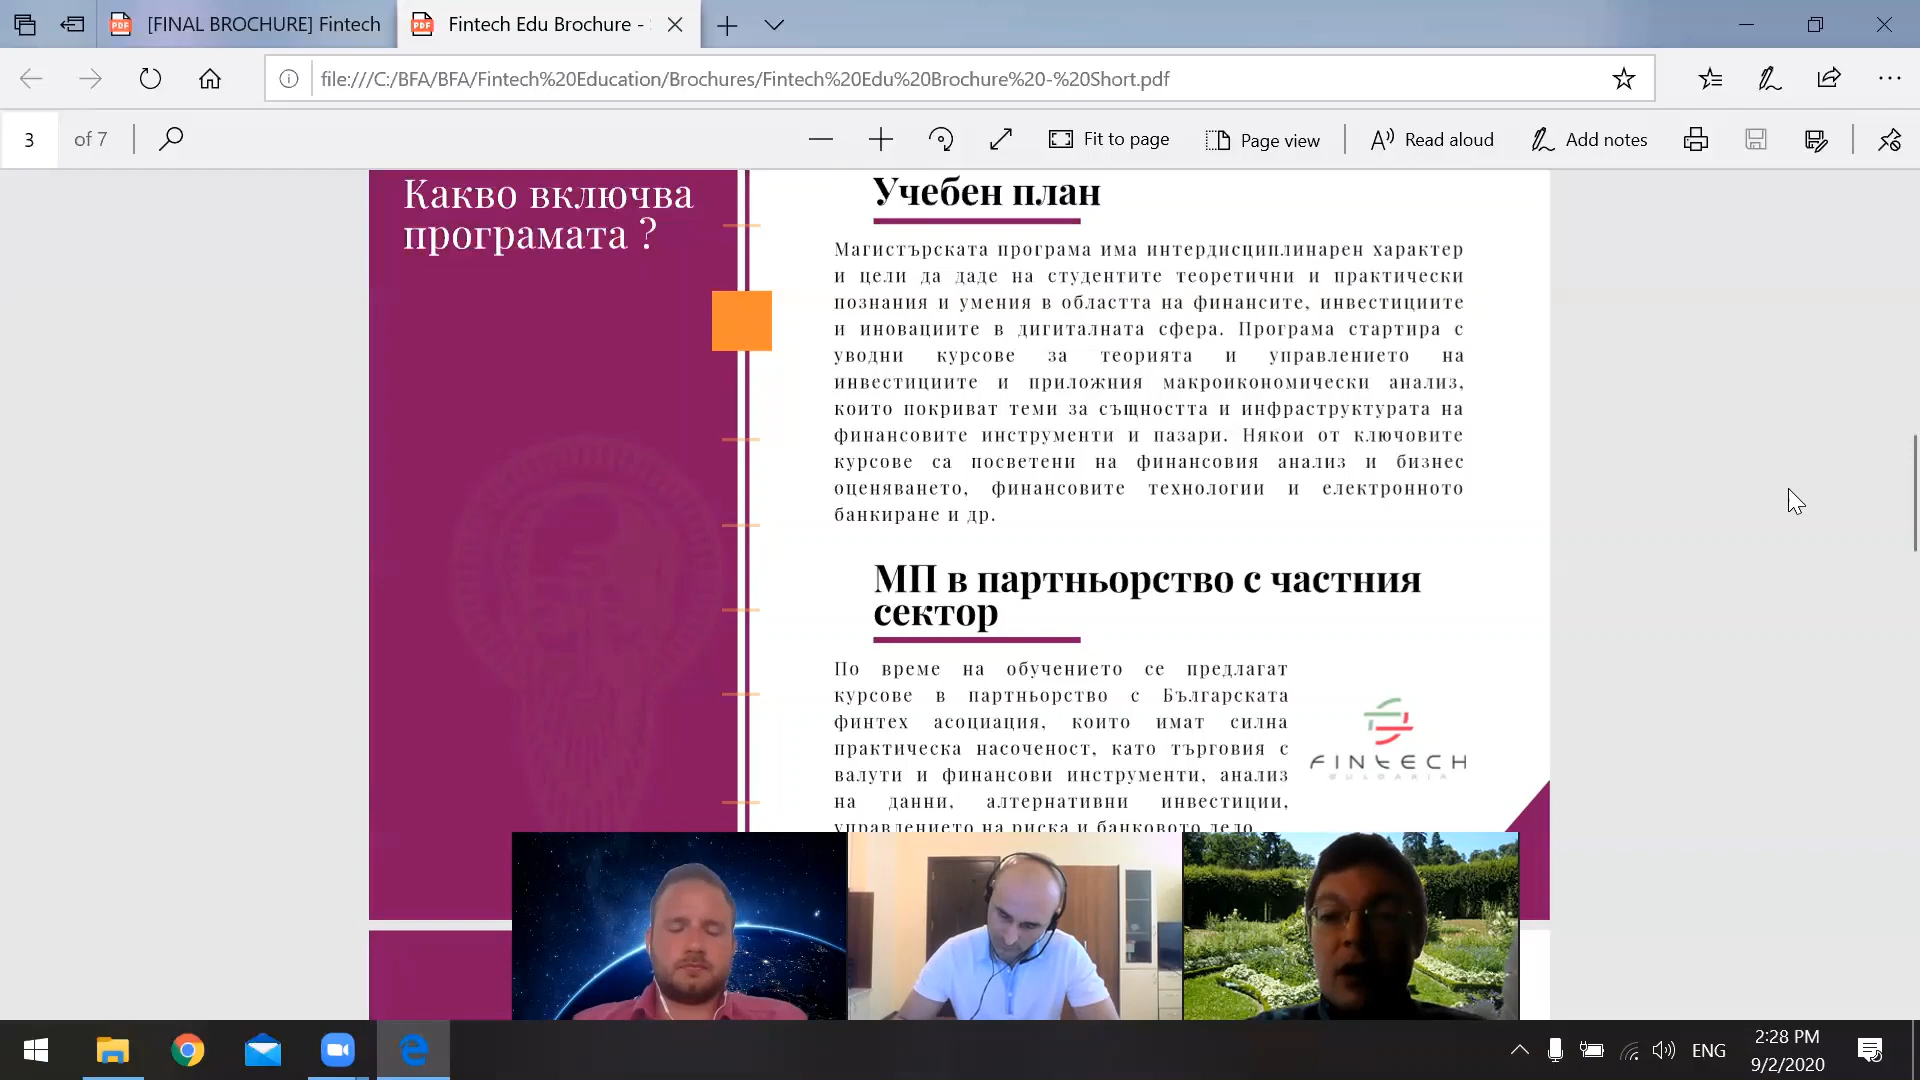 [FINAL BROCHURE] Fintech
Fintech Edu Brochure -
file:///C:/BFA/BFA/Fintech%20Education/Brochures/Fintech%20Edu%20Brochure%20-%20Short.pdf
3 of 7
Fit to page
Page view
Read aloud
Add notes
Какво включва
програмата ?
Учебен план
Магистърската програма има интердисциплинарен характер
и цели да даде на студентите теоретични и практически
познания и умения в областта на финансите, инвестициите
и иновациите в дигиталната сфера. Програма стартира с
уводни курсове за теорията и управлението на
инвестициите и приложния макроикономически анализ,
които покриват теми за същността и инфраструктурата на
финансовите инструменти и пазари. Някои от ключовите
курсове са посветени на финансовия анализ и бизнес
оценяването, финансовите технологии и електронното
банкиране и др.
МП в партньорство с частния
сектор
По време на обучението се предлагат
курсове в партньорство с Българската
финтех асоциация, които имат силна
практическа насоченост, като търговия с
валути и финансови инструменти, анализ
на данни, алтернативни инвестиции,
управлението на риска и банковото дело.
FINTECH
BULGARIA
ENG
2:28 PM
9/2/2020